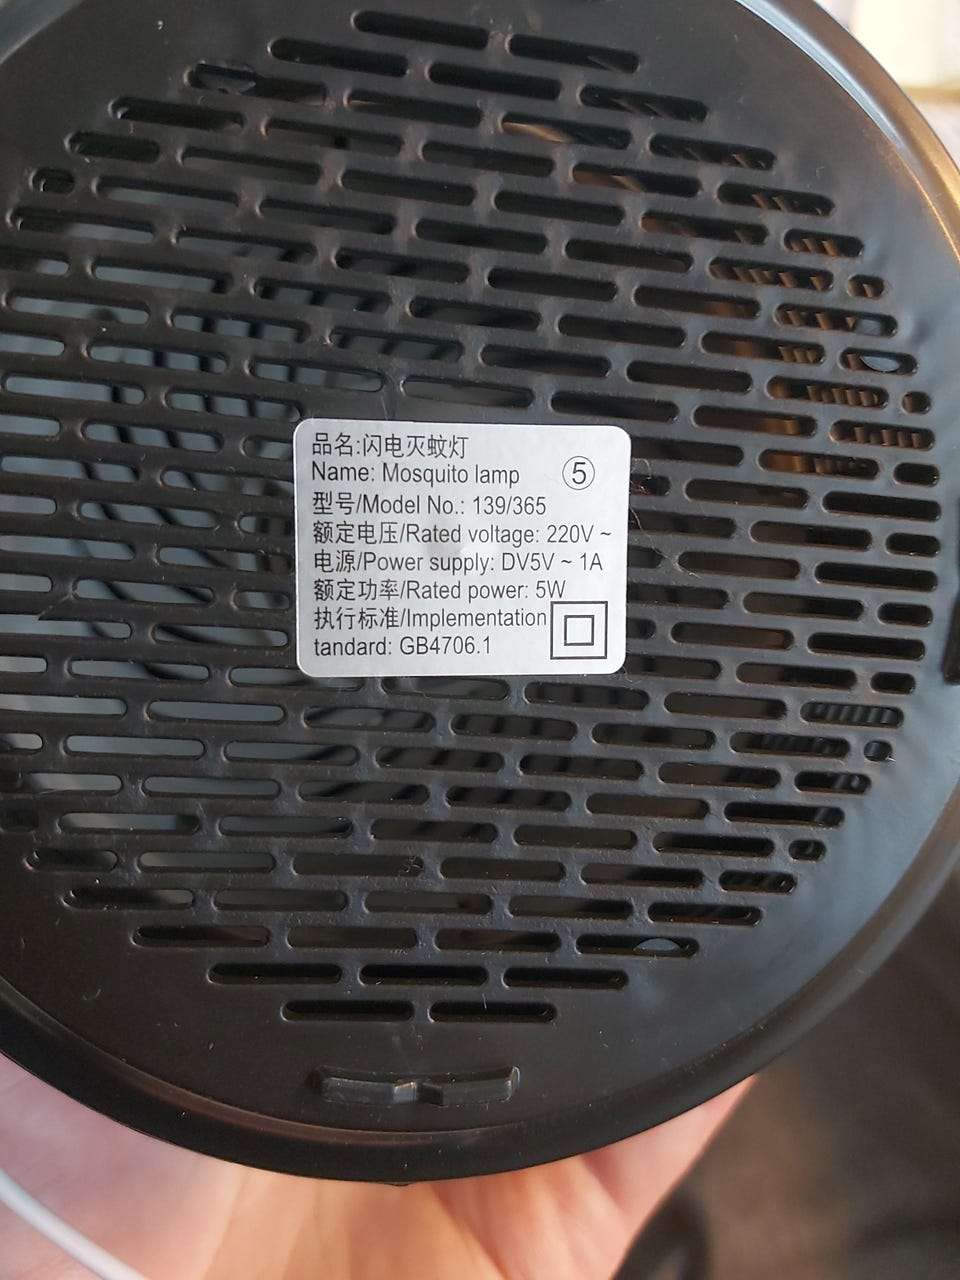 品名:闪电灭蚊灯
Name: Mosquito lamp ⑤
型号/Model No.: 139/365
额定电压/Rated voltage: 220V ~
电源/Power supply: DV5V ~ 1A
额定功率/Rated power: 5W
执行标准/Implementation
tandard: GB4706.1